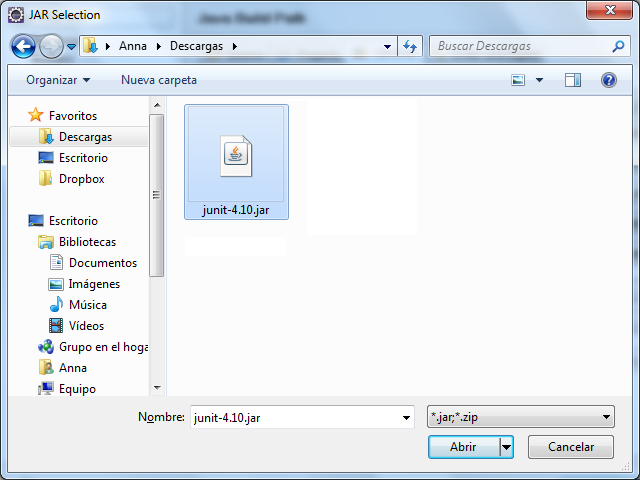 JAR Selection
Java Build Path
Anna Descargas
Buscar Descargas
Organizar
Nueva carpeta
Favoritos
Descargas
Escritorio
Dropbox
Escritorio
Bibliotecas
Documentos
Imágenes
Música
Vídeos
Grupo en el hoga
Anna
Equipo
junit-4.10.jar
Nombre: junit-4.10.jar
*.jar;*.zip
Abrir
Cancelar